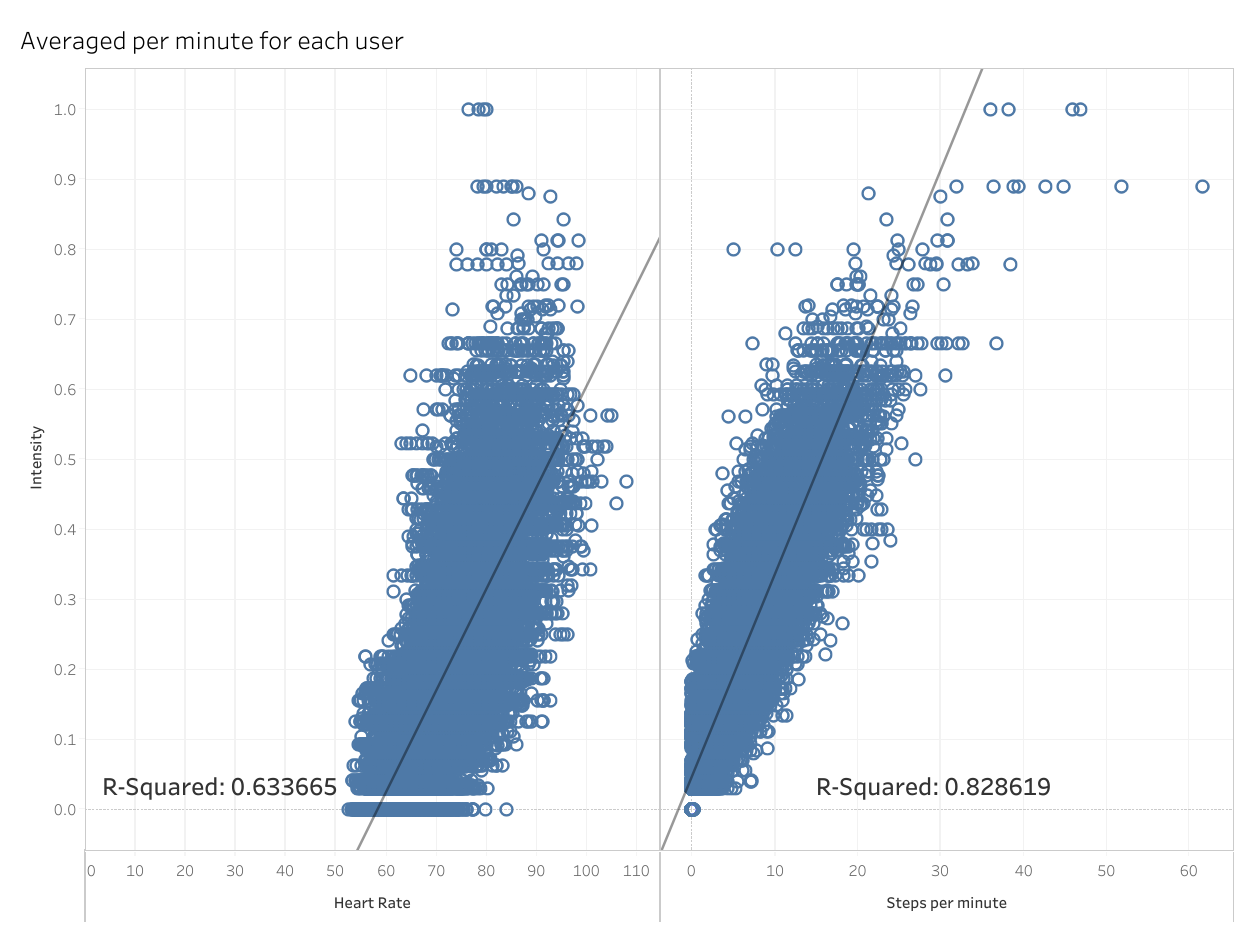 Averaged per minute for each user
1.0
0.9
0.8
0.7
0.6
0.5
0.4
0.3
0.2
0.1
0.0
Intensity
R-Squared: 0.633665
R-Squared: 0.828619
0 10 20 30 40 50 60 70 80 90 100 110
0 10 20 30 40 50 60
Heart Rate
Steps per minute